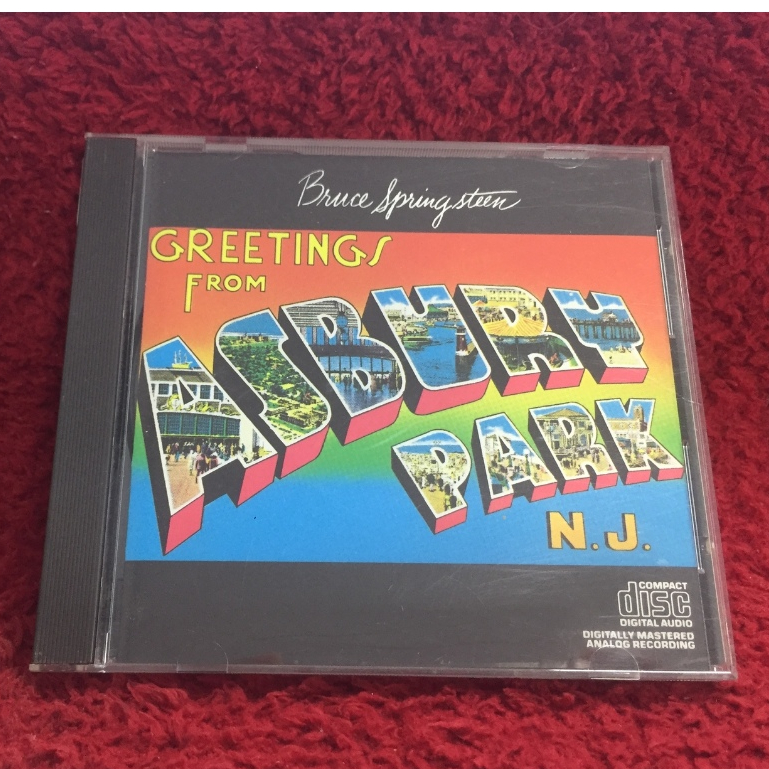 Bruce Springsteen
GREETINGS
FROM
ASBURY
PARK
N.J.
COMPACT
disc
DIGITAL AUDIO
DIGITALLY MASTERED
ANALOG RECORDING